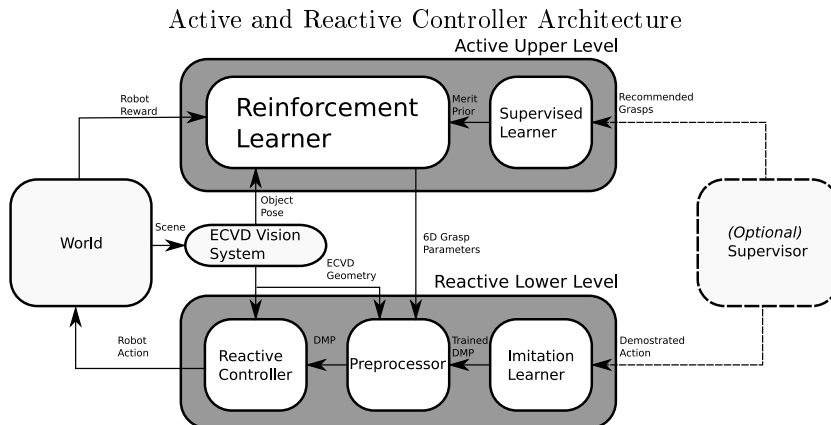 Active and Reactive Controller Architecture
Active Upper Level
Robot
Reward
Reinforcement
Learner
Merit
Prior
Supervised
Learner
Recommended
Grasps
World
Scene
ECVD Vision
System
Object
Pose
ECVD
Geometry
6D Grasp
Parameters
(Optional)
Supervisor
Reactive Lower Level
Robot
Action
Reactive
Controller
DMP
Preprocessor
Trained
DMP
Imitation
Learner
Demostrated
Action